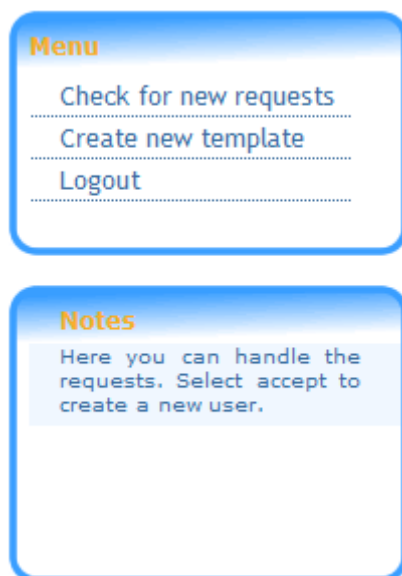 Menu
Check for new requests
Create new template
Logout
Notes
Here you can handle the
requests. Select accept to
create a new user.